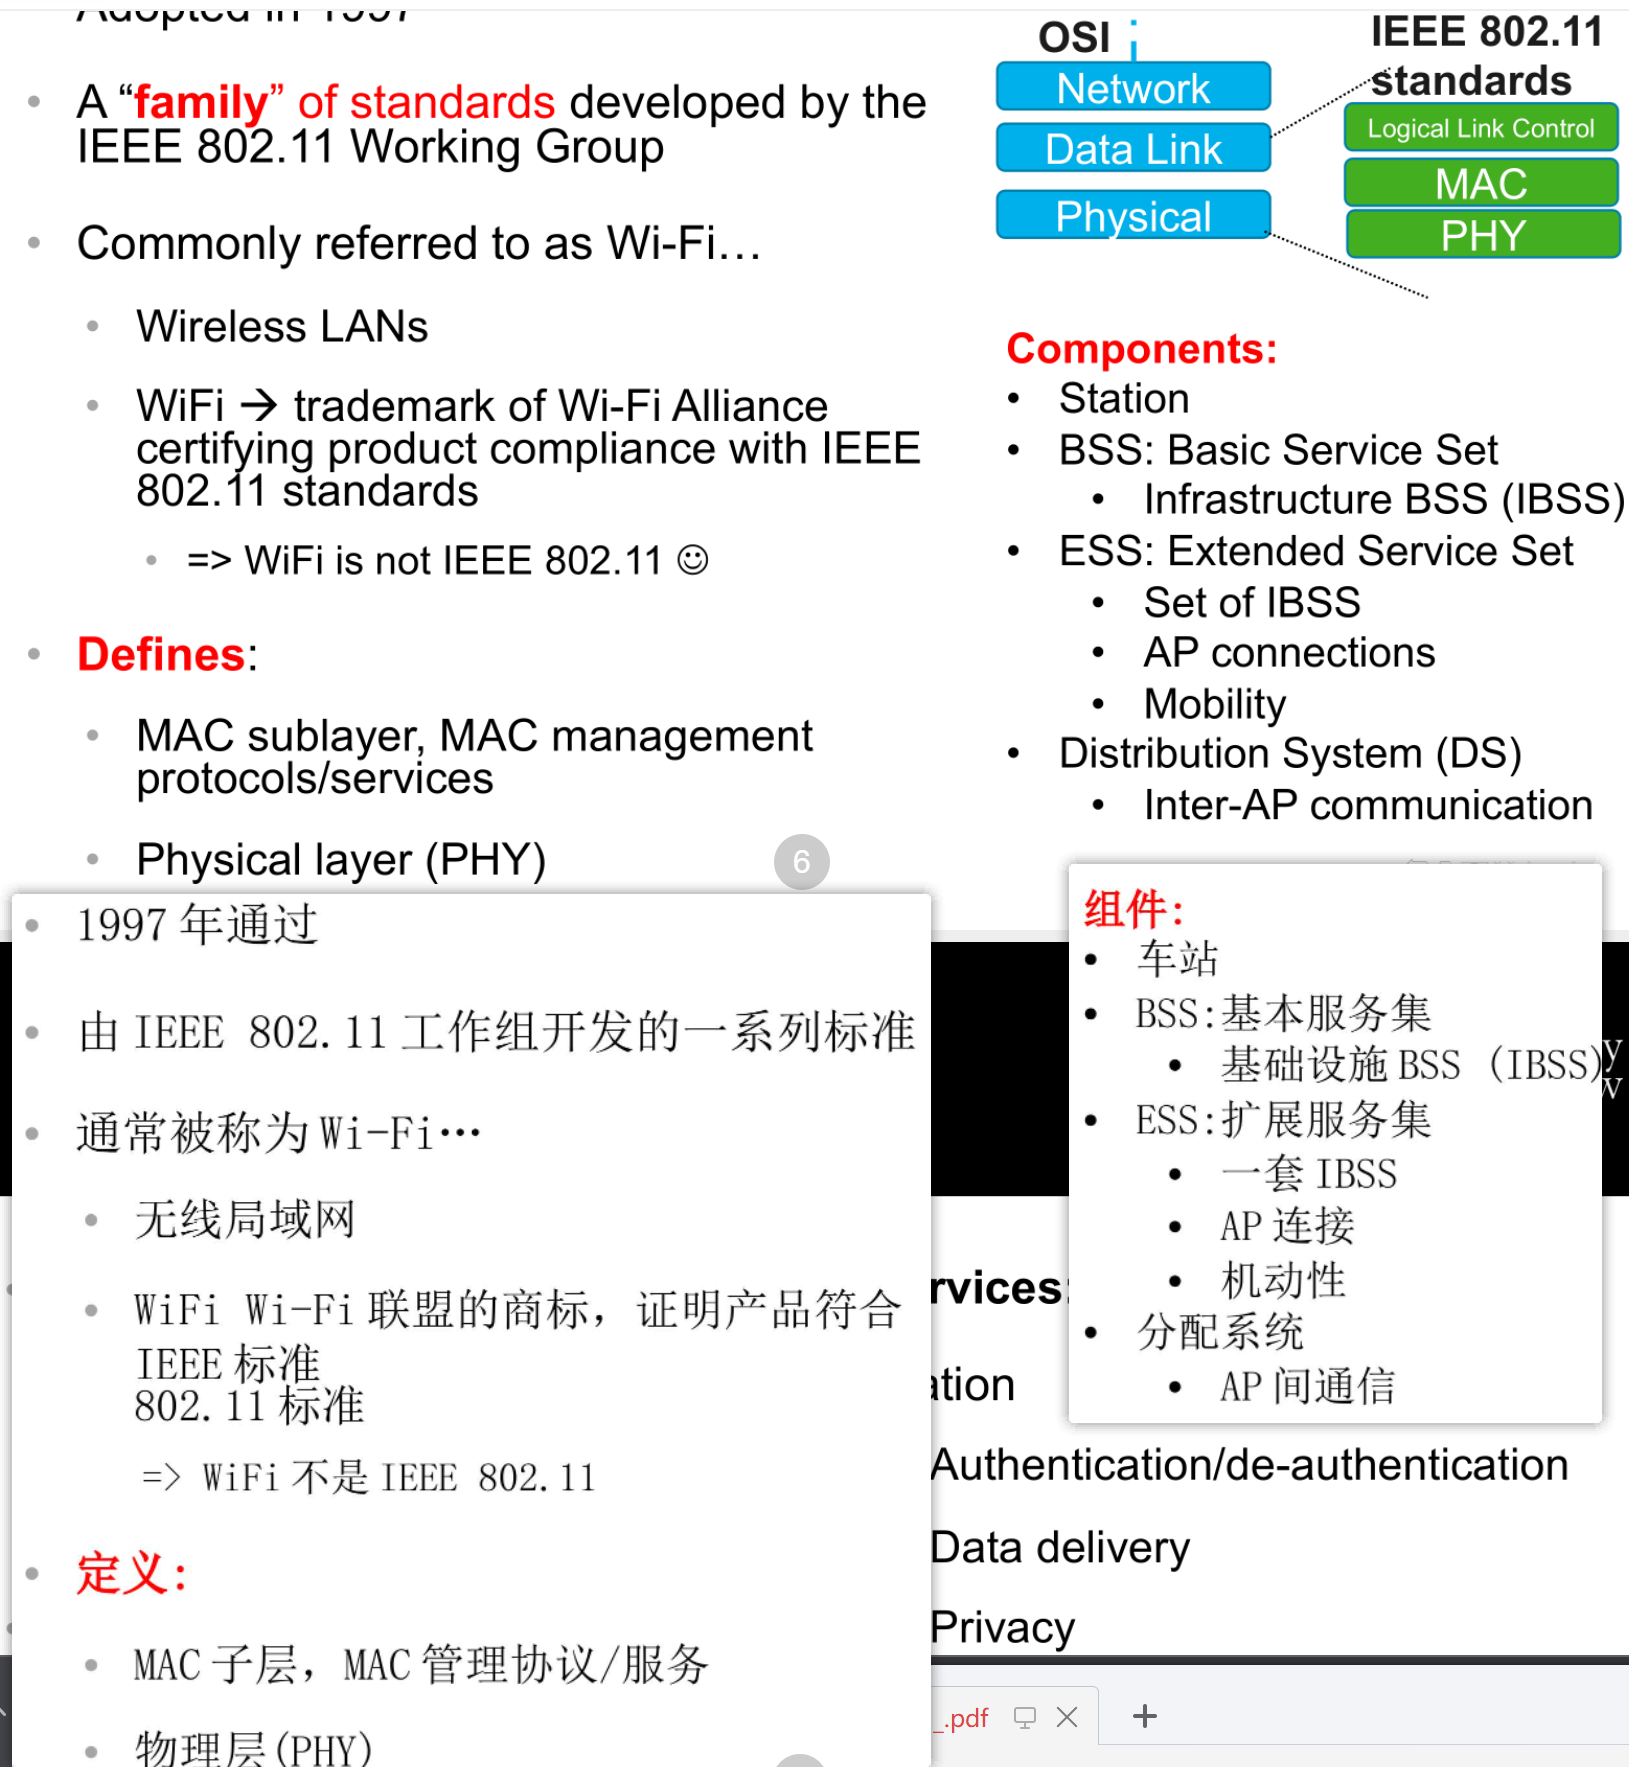 Adopted in 1997
A “family” of standards developed by the
IEEE 802.11 Working Group
Commonly referred to as Wi-Fi…
Wireless LANs
WiFi → trademark of Wi-Fi Alliance
certifying product compliance with IEEE
802.11 standards
=> WiFi is not IEEE 802.11 ☺
Defines:
MAC sublayer, MAC management
protocols/services
Physical layer (PHY)
6
OSI
Network
Data Link
Physical
IEEE 802.11
standards
Logical Link Control
MAC
PHY
Components:
Station
BSS: Basic Service Set
Infrastructure BSS (IBSS)
ESS: Extended Service Set
Set of IBSS
AP connections
Mobility
Distribution System (DS)
Inter-AP communication
1997 年通过
由 IEEE 802.11 工作组开发的一系列标准
通常被称为 Wi-Fi…
无线局域网
WiFi Wi-Fi 联盟的商标，证明产品符合
IEEE 标准
802.11 标准
=> WiFi 不是 IEEE 802.11
定义：
MAC 子层，MAC 管理协议/服务
物理层(PHY)
组件：
车站
BSS:基本服务集
基础设施 BSS (IBSS)
ESS:扩展服务集
一套 IBSS
AP 连接
机动性
分配系统
AP 间通信
y
rvices:
ation
Authentication/de-authentication
Data delivery
Privacy
_.pdf